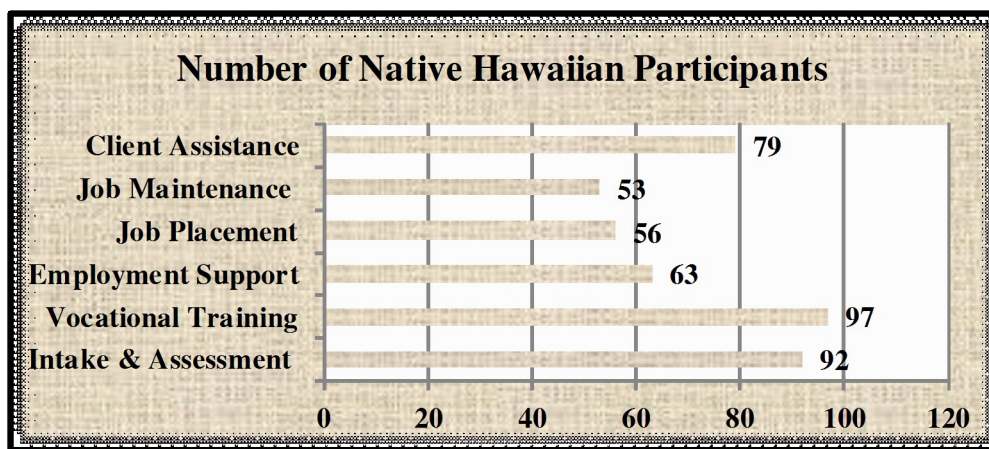 Number of Native Hawaiian Participants
Client Assistance 79
Job Maintenance 53
Job Placement 56
Employment Support 63
Vocational Training 97
Intake & Assessment 92
0 20 40 60 80 100 120